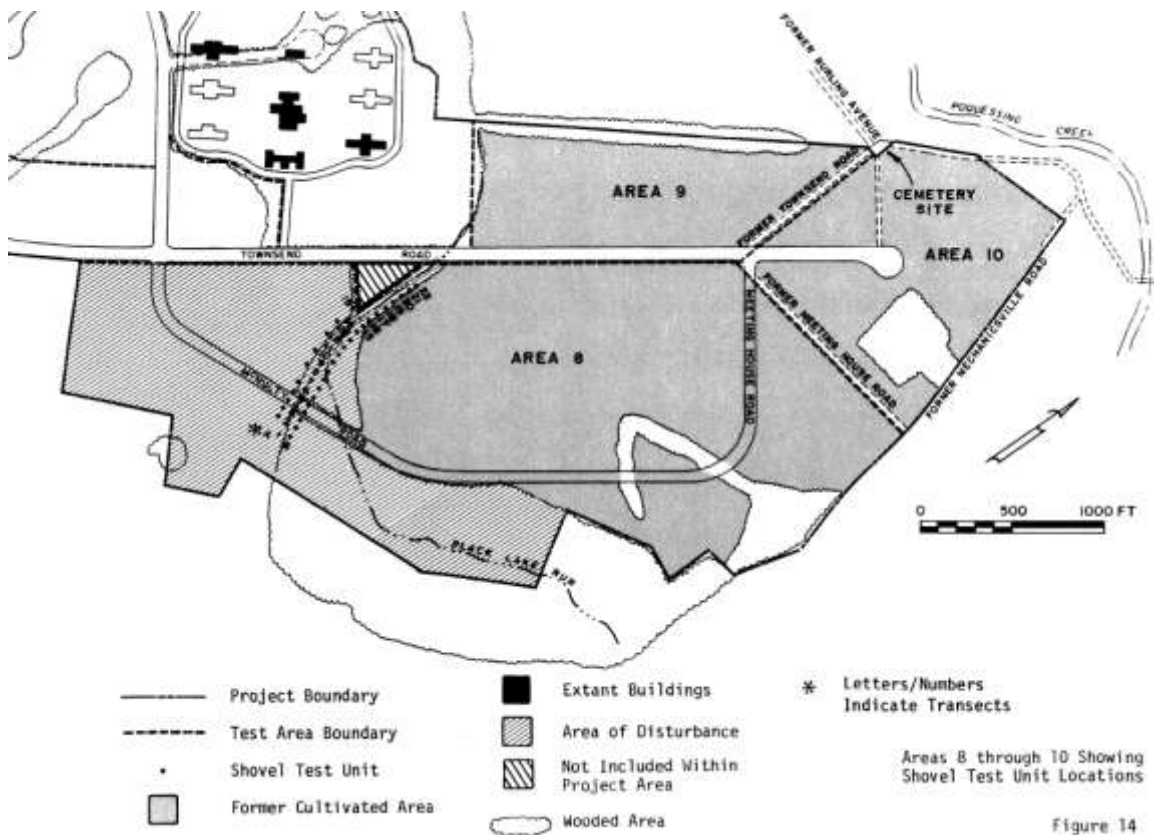 FORMER BURLING AVENUE
POQUESSING CREEK
AREA 9
FORMER TOWNSEND ROAD
CEMETERY
SITE
TOWNSEND ROAD
AREA 10
FORMER MEETING HOUSE ROAD
MEETING HOUSE ROAD
FORMER MECHANICSVILLE ROAD
AREA 8
ROAD
0 500 1000 FT
LAKE RUN
Project Boundary
Test Area Boundary
Shovel Test Unit
Former Cultivated Area
Extant Buildings
Area of Disturbance
Not Included Within
Project Area
Wooded Area
* Letters/Numbers
Indicate Transects
Areas 8 through 10 Showing
Shovel Test Unit Locations
Figure 14